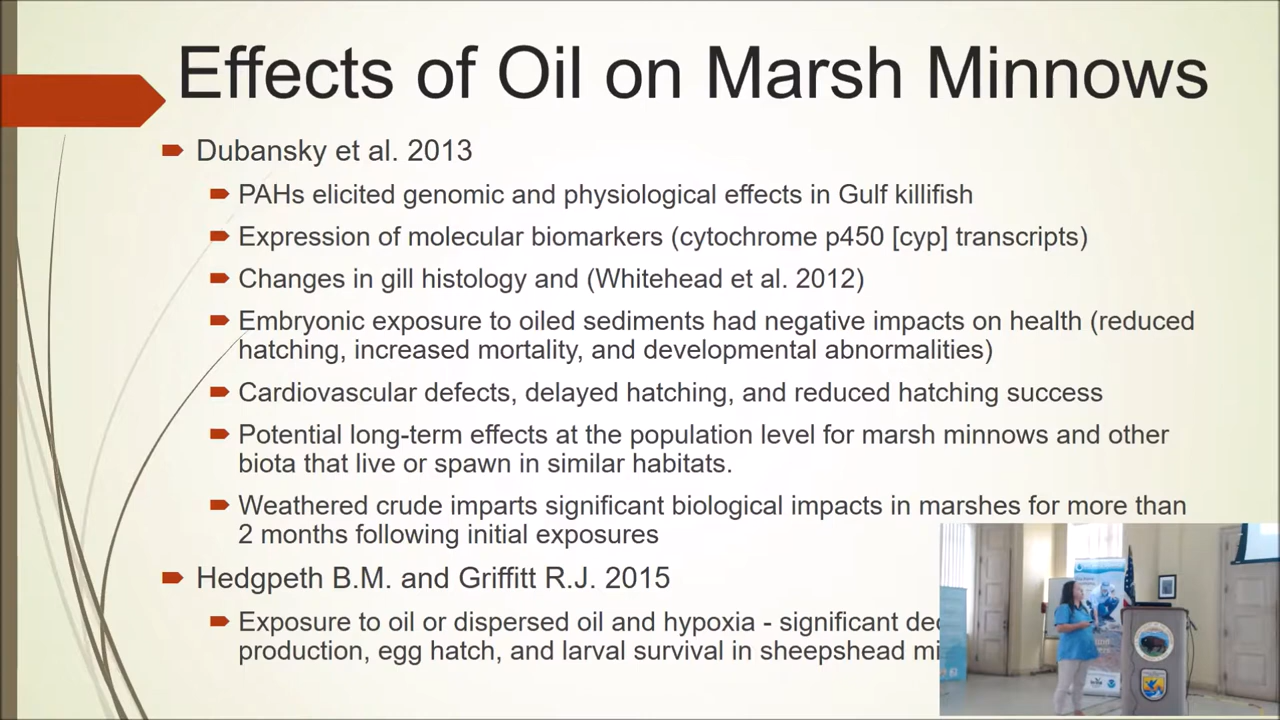 Effects of Oil on Marsh Minnows
Dubansky et al. 2013
PAHs elicited genomic and physiological effects in Gulf killifish
Expression of molecular biomarkers (cytochrome p450 [cyp] transcripts)
Changes in gill histology and (Whitehead et al. 2012)
Embryonic exposure to oiled sediments had negative impacts on health (reduced
hatching, increased mortality, and developmental abnormalities)
Cardiovascular defects, delayed hatching, and reduced hatching success
Potential long-term effects at the population level for marsh minnows and other
biota that live or spawn in similar habitats.
Weathered crude imparts significant biological impacts in marshes for more than
2 months following initial exposures
Hedgpeth B.M. and Griffitt R.J. 2015
Exposure to oil or dispersed oil and hypoxia - significant
production, egg hatch, and larval survival in sheepshead